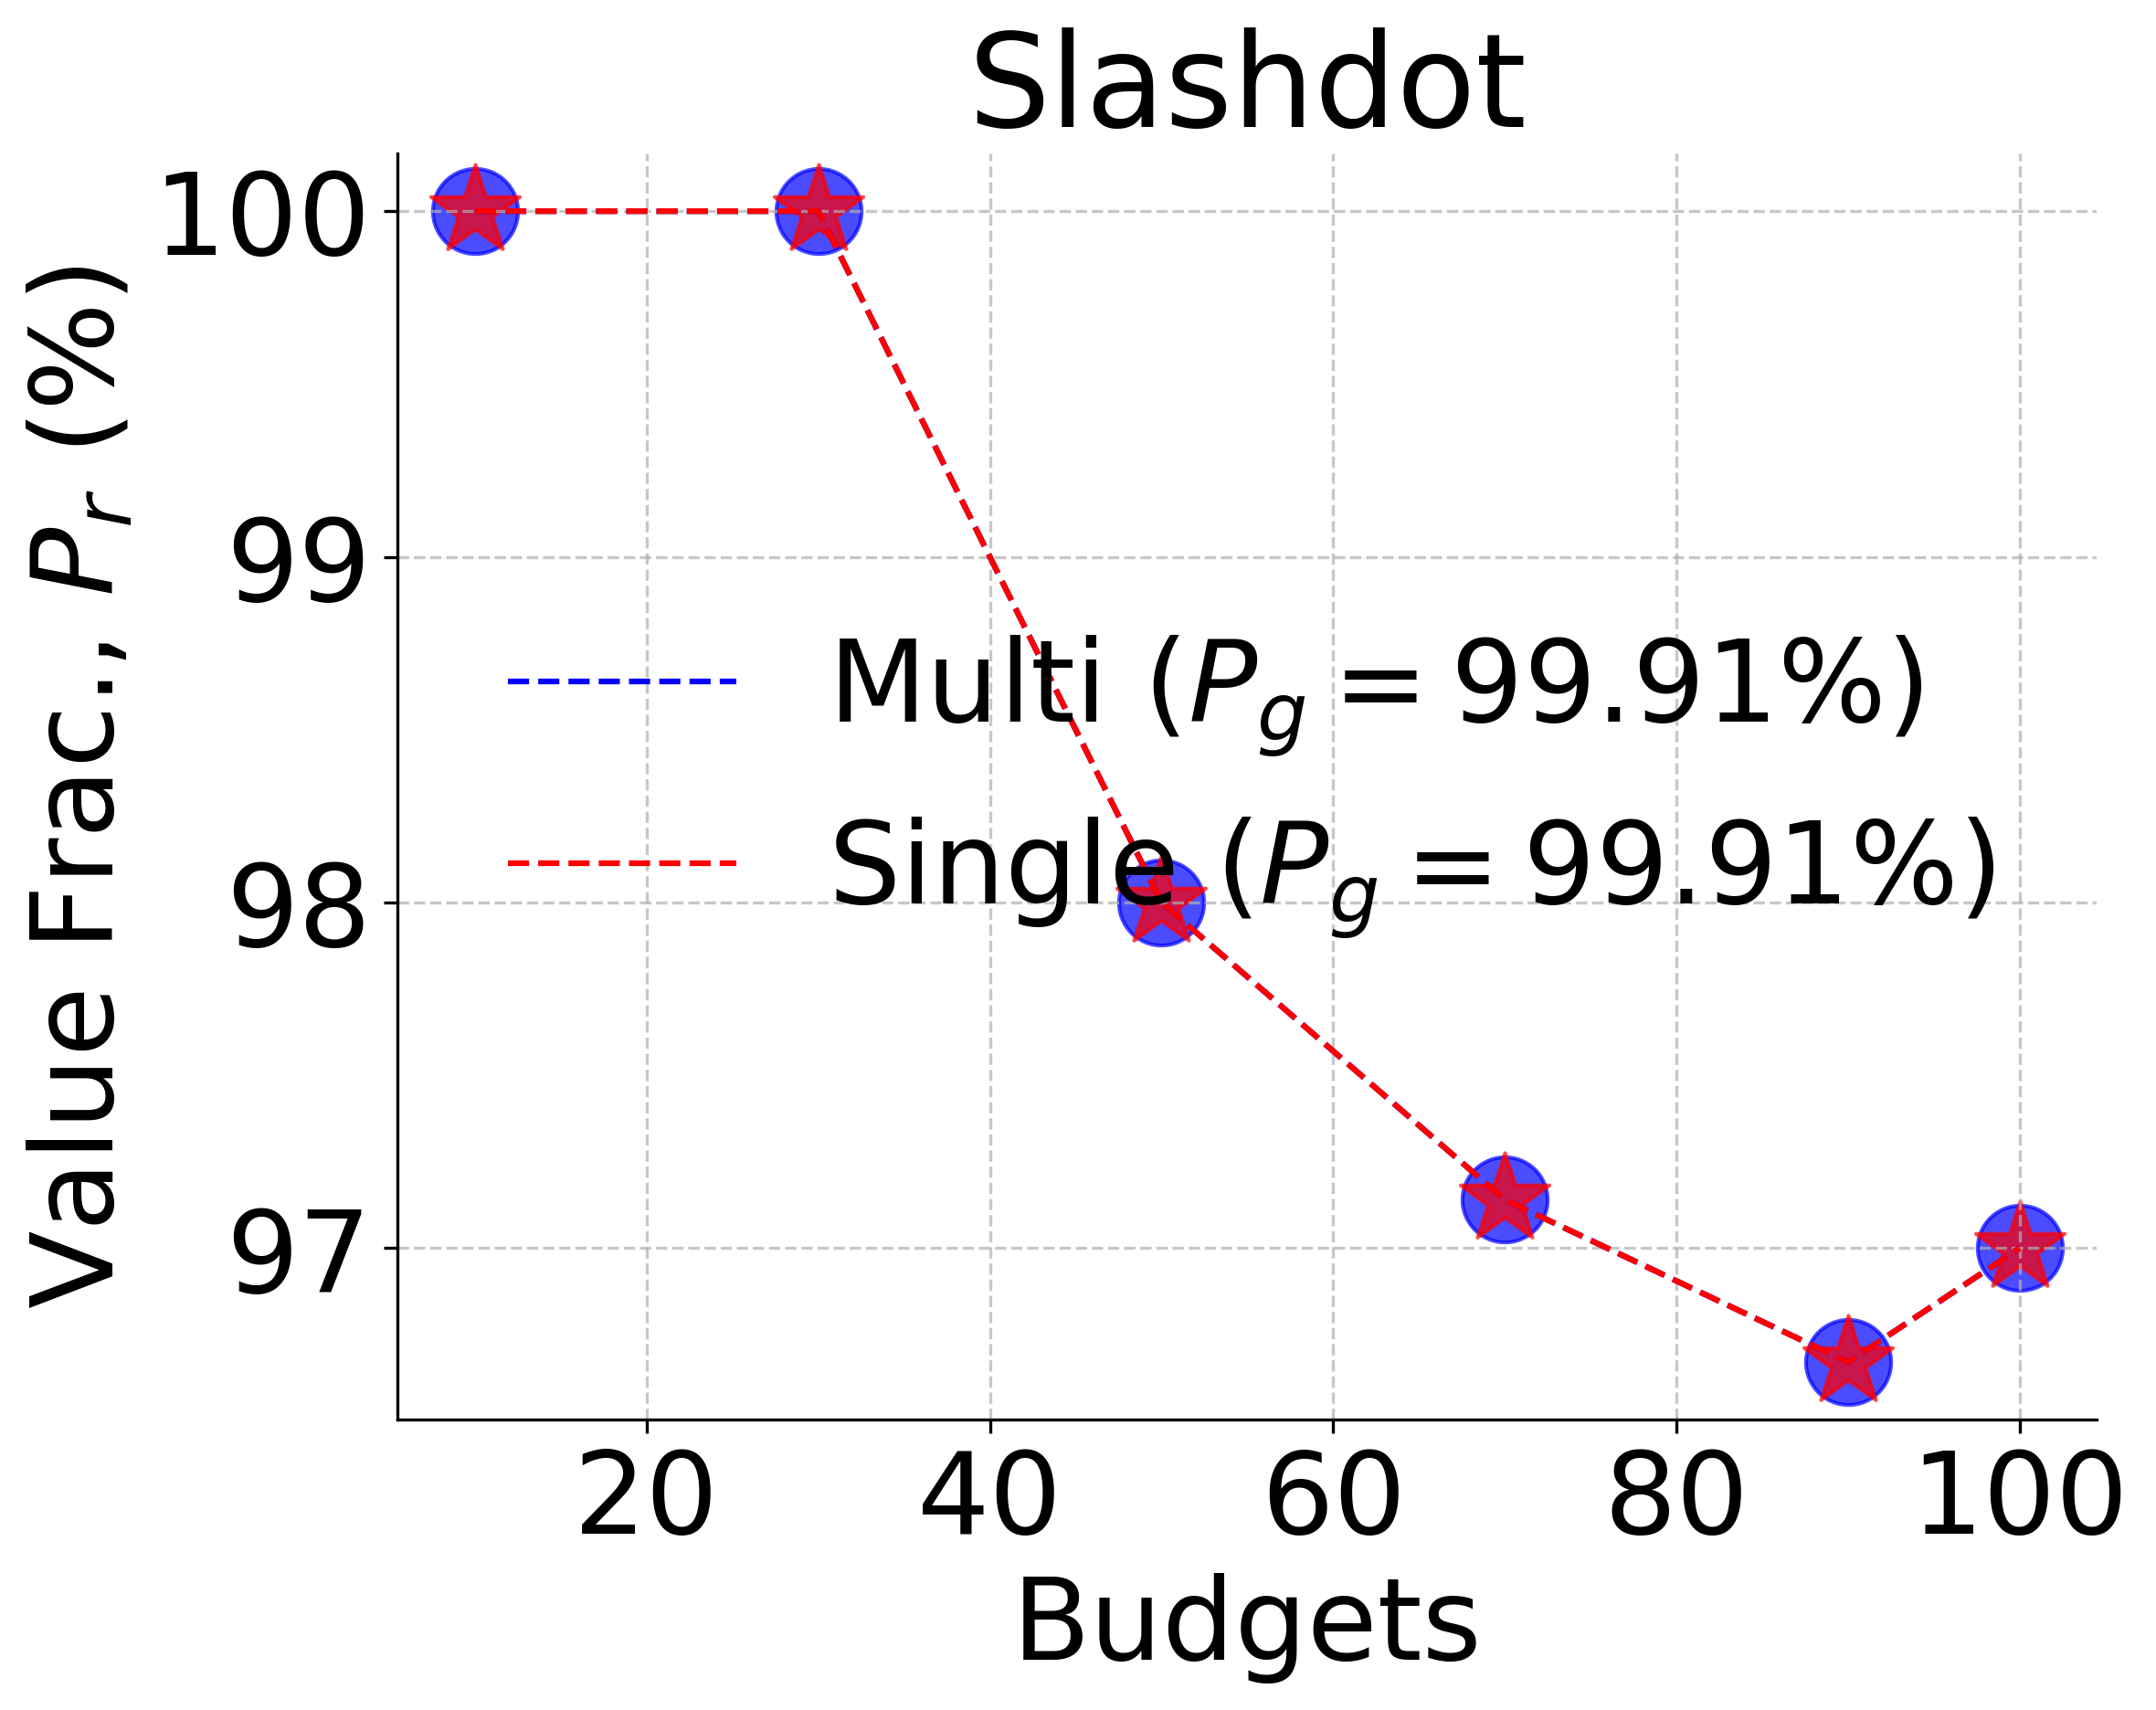 Slashdot
Value Frac., P_r (%)
100
99
98
97
Multi (P_g = 99.91%)
Single (P_g = 99.91%)
20 40 60 80 100
Budgets